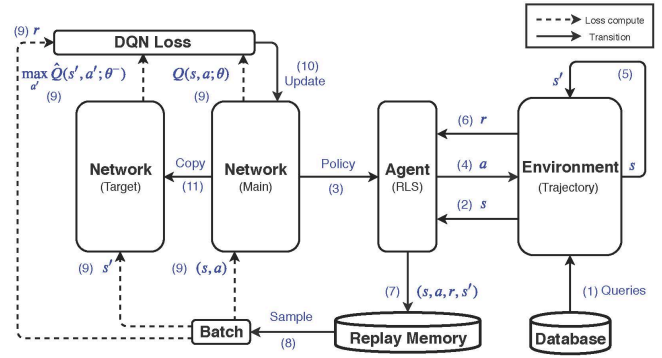 Loss compute
Transition
(9) r
DQN Loss
max Q̂(s′, a′; θ⁻)
a′
(9)
Q(s, a; θ)
(9)
(10)
Update
s′
(5)
Network
(Target)
Copy
(11)
Network
(Main)
Policy
(3)
Agent
(RLS)
(6) r
(4) a
(2) s
Environment
(Trajectory)
s
(9) s′
(9) (s, a)
(7) (s, a, r, s′)
(1) Queries
Batch
Sample
(8)
Replay Memory
Database